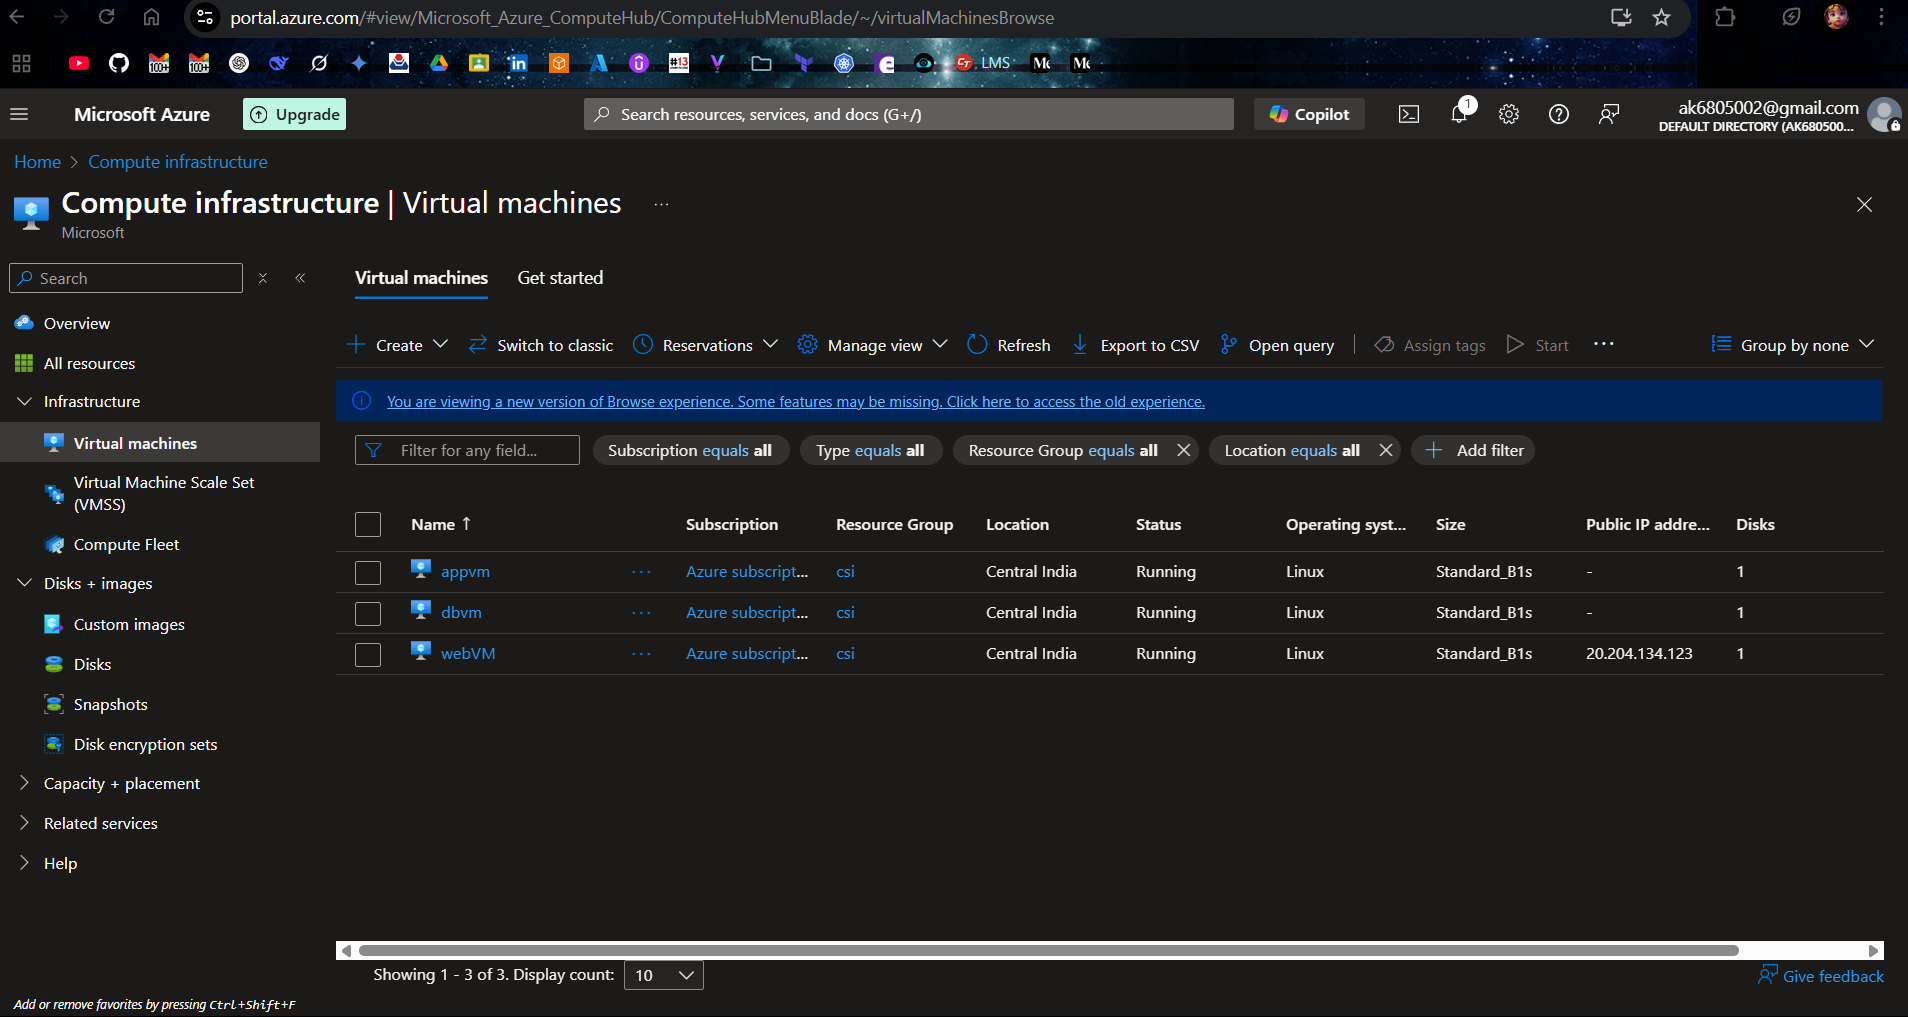 portal.azure.com/#view/Microsoft_Azure_ComputeHub/ComputeHubMenuBlade/~/virtualMachinesBrowse
100+
100+
#13
CT LMS
Microsoft Azure
Upgrade
Search resources, services, and docs (G+/)
Copilot
1
ak6805002@gmail.com
DEFAULT DIRECTORY (AK680500...
Home > Compute infrastructure
Compute infrastructure | Virtual machines ...
Microsoft
Search
Virtual machines
Get started
Overview
All resources
Infrastructure
Virtual machines
Virtual Machine Scale Set
(VMSS)
Compute Fleet
Disks + images
Custom images
Disks
Snapshots
Disk encryption sets
Capacity + placement
Related services
Help
Add or remove favorites by pressing Ctrl+Shift+F
Create Switch to classic Reservations Manage view Refresh Export to CSV Open query Assign tags Start ... Group by none
You are viewing a new version of Browse experience. Some features may be missing. Click here to access the old experience.
Filter for any field... Subscription equals all Type equals all Resource Group equals all Location equals all Add filter
Name ↑ Subscription Resource Group Location Status Operating syst... Size Public IP addre... Disks
appvm ... Azure subscript... csi Central India Running Linux Standard_B1s - 1
dbvm ... Azure subscript... csi Central India Running Linux Standard_B1s - 1
webVM ... Azure subscript... csi Central India Running Linux Standard_B1s 20.204.134.123 1
Showing 1 - 3 of 3. Display count: 10
Give feedback